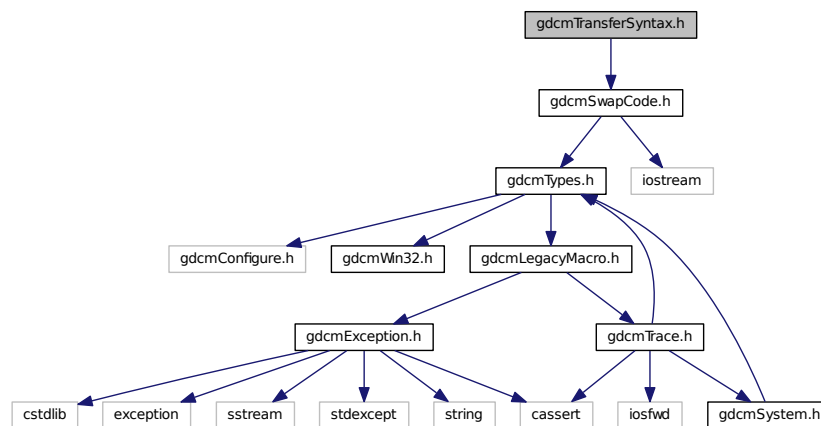 gdcmTransferSyntax.h
gdcmSwapCode.h
gdcmTypes.h
iostream
gdcmConfigure.h
gdcmWin32.h
gdcmLegacyMacro.h
gdcmException.h
gdcmTrace.h
cstdlib
exception
sstream
stdexcept
string
cassert
iosfwd
gdcmSystem.h